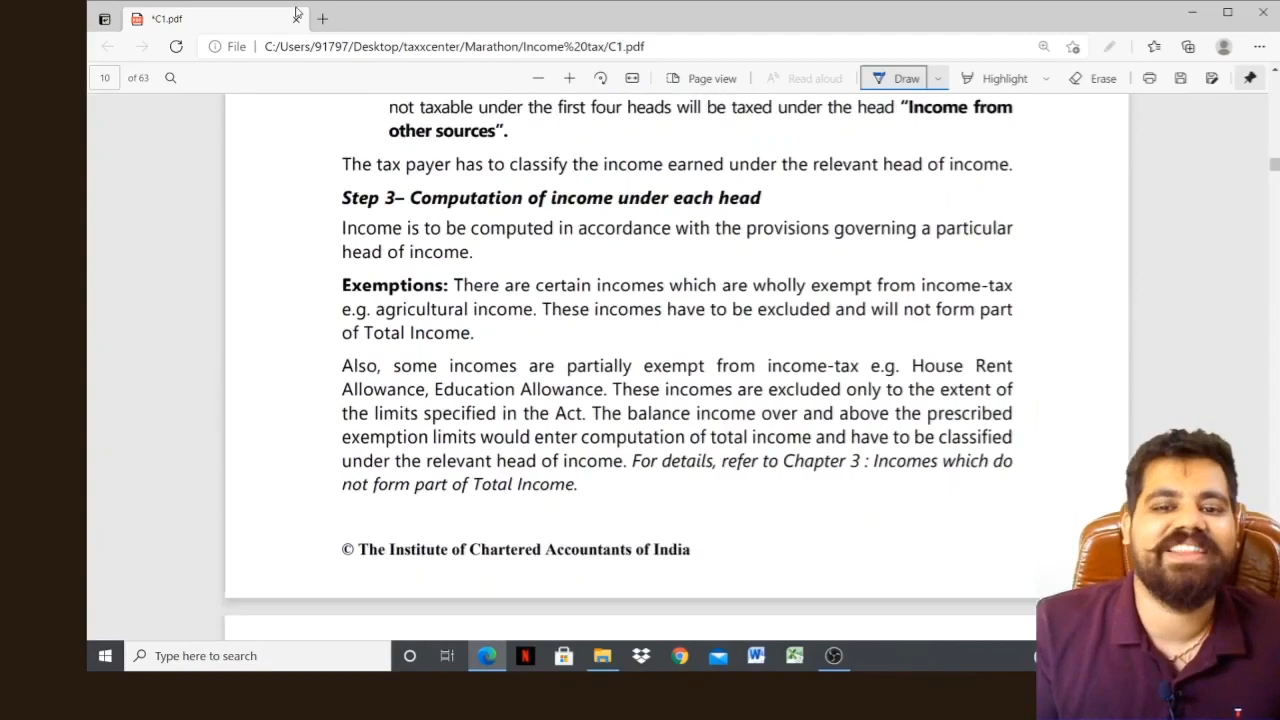 *C1.pdf
File
C:/Users/91797/Desktop/taxxcenter/Marathon/Income%20tax/C1.pdf
10 of 63
Page view
Read aloud
Draw
Highlight
Erase
not taxable under the first four heads will be taxed under the head “Income from
other sources”.
The tax payer has to classify the income earned under the relevant head of income.
Step 3– Computation of income under each head
Income is to be computed in accordance with the provisions governing a particular
head of income.
Exemptions: There are certain incomes which are wholly exempt from income-tax
e.g. agricultural income. These incomes have to be excluded and will not form part
of Total Income.
Also, some incomes are partially exempt from income-tax e.g. House Rent
Allowance, Education Allowance. These incomes are excluded only to the extent of
the limits specified in the Act. The balance income over and above the prescribed
exemption limits would enter computation of total income and have to be classified
under the relevant head of income. For details, refer to Chapter 3 : Incomes which do
not form part of Total Income.
© The Institute of Chartered Accountants of India
Type here to search